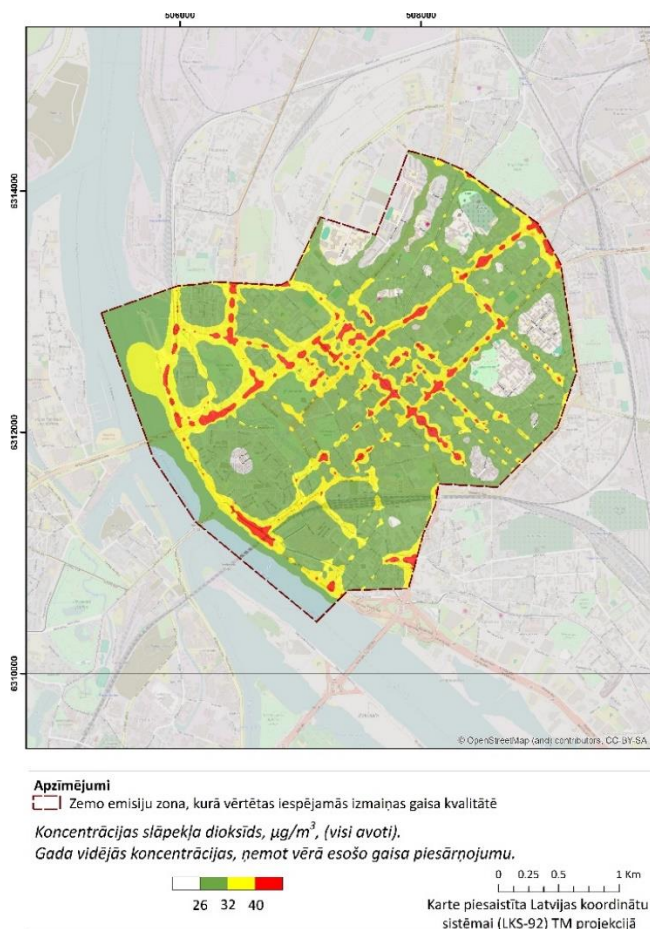 506000 508000
6314000
6312000
6310000
© OpenStreetMap (and) contributors, CC-BY-SA
Apzīmējumi
Zemo emisiju zona, kurā vērtētas iespējamās izmaiņas gaisa kvalitātē
Koncentrācijas slāpekļa dioksīds, µg/m³, (visi avoti).
Gada vidējās koncentrācijas, ņemot vērā esošo gaisa piesārņojumu.
26 32 40
0 0.25 0.5 1 Km
Karte piesaistīta Latvijas koordinātu
sistēmai (LKS-92) TM projekcijā